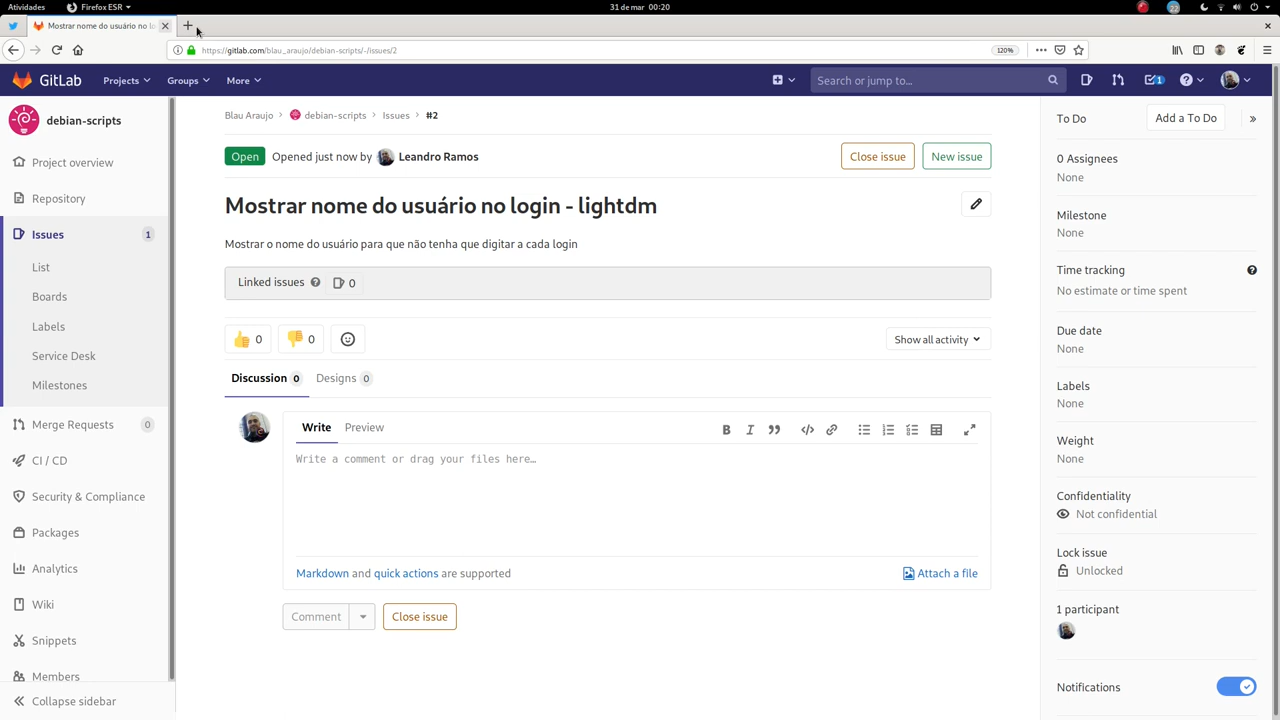 Atividades
Firefox ESR
31 de mar 00:20
Mostrar nome do usuário no lo
https://gitlab.com/blau_araujo/debian-scripts/-/issues/2
120%
GitLab
Projects
Groups
More
Search or jump to...
1
debian-scripts
Project overview
Repository
Issues 1
List
Boards
Labels
Service Desk
Milestones
Merge Requests 0
CI / CD
Security & Compliance
Packages
Analytics
Wiki
Snippets
Members
Collapse sidebar
Blau Araujo
debian-scripts
Issues
#2
Open
Opened just now by Leandro Ramos
Close issue
New issue
Mostrar nome do usuário no login - lightdm
Mostrar o nome do usuário para que não tenha que digitar a cada login
Linked issues 0
0
0
Show all activity
Discussion 0
Designs 0
Write
Preview
Write a comment or drag your files here…
Markdown and quick actions are supported
Attach a file
Comment
Close issue
To Do
Add a To Do
0 Assignees
None
Milestone
None
Time tracking
No estimate or time spent
Due date
None
Labels
None
Weight
None
Confidentiality
Not confidential
Lock issue
Unlocked
1 participant
Notifications